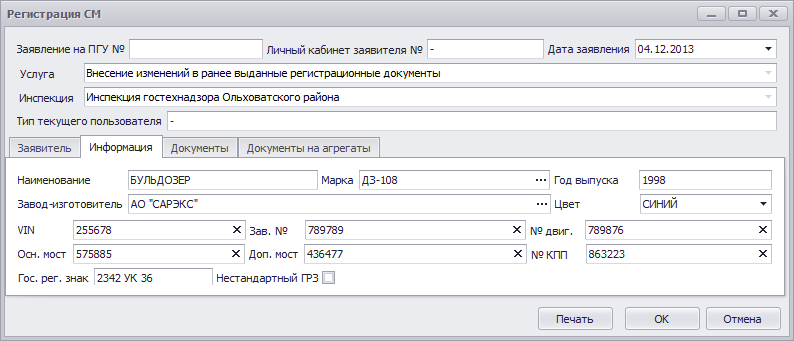 Регистрация СМ
Заявление на ПГУ № Личный кабинет заявителя № - Дата заявления 04.12.2013
Услуга Внесение изменений в ранее выданные регистрационные документы
Инспекция Инспекция гостехнадзора Ольховатского района
Тип текущего пользователя -
Заявитель Информация Документы Документы на агрегаты
Наименование БУЛЬДОЗЕР Марка ДЗ-108 ... Год выпуска 1998
Завод-изготовитель АО "САРЭКС" ... Цвет СИНИЙ
VIN 255678 Зав. № 789789 № двиг. 789876
Осн. мост 575885 Доп. мост 436477 № КПП 863223
Гос. рег. знак 2342 УК 36 Нестандартный ГРЗ
Печать ОК Отмена